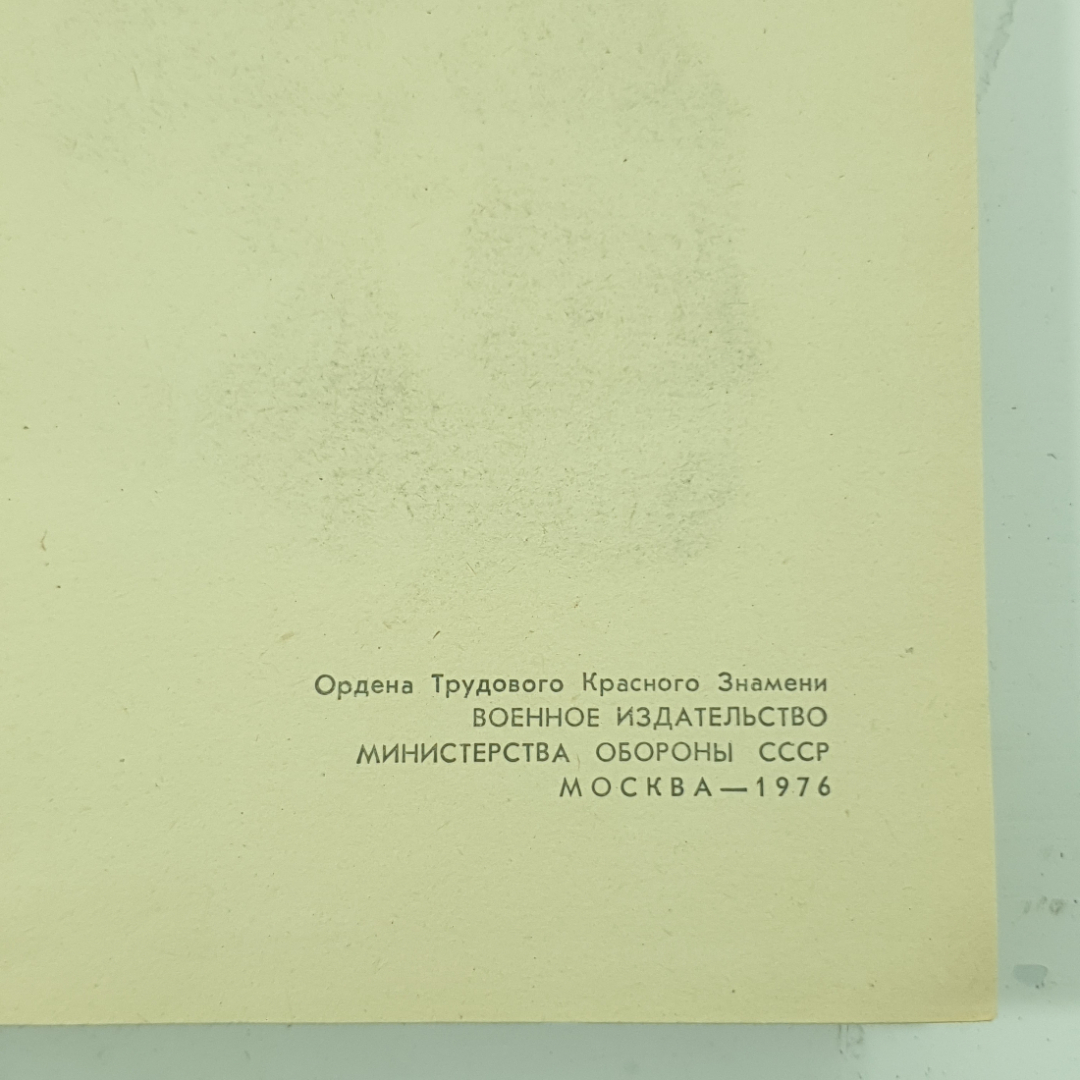 Ордена Трудового Красного Знамени
ВОЕННОЕ ИЗДАТЕЛЬСТВО
МИНИСТЕРСТВА ОБОРОНЫ СССР
МОСКВА—1976